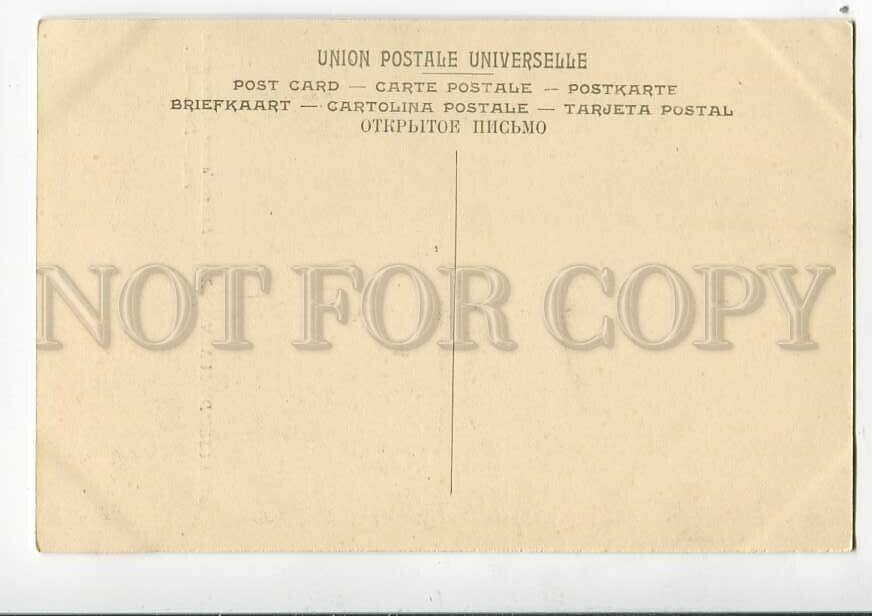 UNION POSTALE UNIVERSELLE
POST CARD — CARTE POSTALE — POSTKARTE
BRIEFKAART — CARTOLINA POSTALE — TARJETA POSTAL
ОТКРЫТОЕ ПИСЬМО
NOT FOR COPY